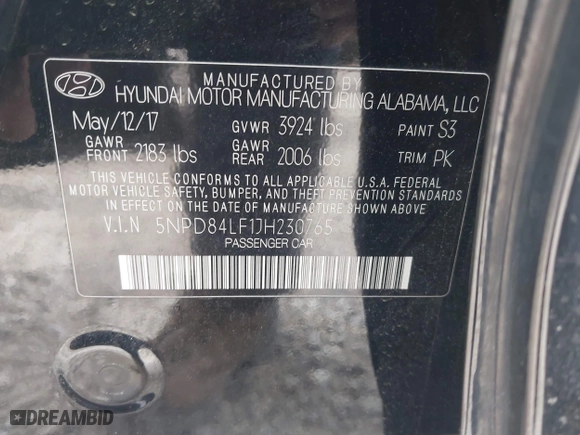 MANUFACTURED BY
HYUNDAI MOTOR MANUFACTURING ALABAMA, LLC
May/12/17 GVWR 3924 lbs PAINT S3
GAWR FRONT 2183 lbs GAWR REAR 2006 lbs TRIM PK
THIS VEHICLE CONFORMS TO ALL APPLICABLE U.S.A. FEDERAL
MOTOR VEHICLE SAFETY, BUMPER, AND THEFT PREVENTION STANDARDS
IN EFFECT ON THE DATE OF MANUFACTURE SHOWN ABOVE.
V.I.N 5NPD84LF1JH230765
PASSENGER CAR
DREAMBID